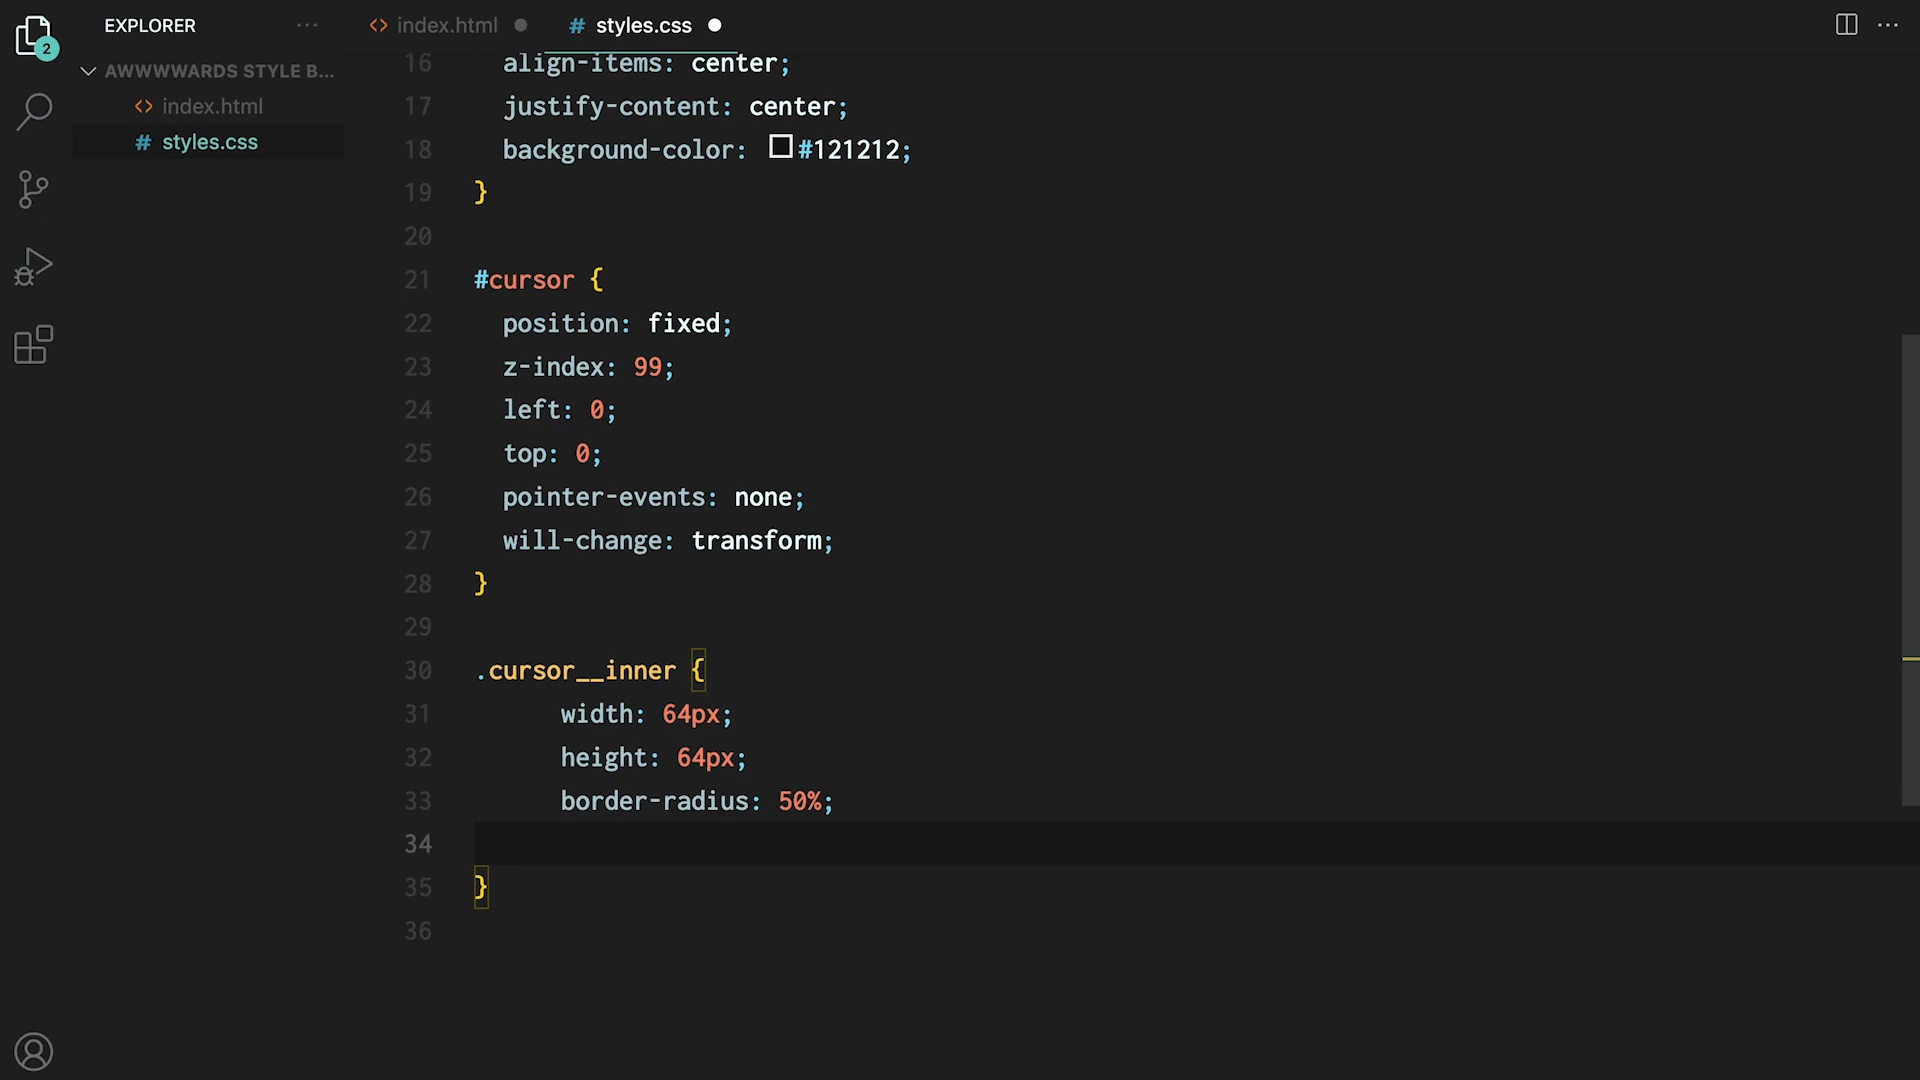 EXPLORER ···
index.html
# styles.css
···
2
AWWWWARDS STYLE B...
index.html
# styles.css
16 align-items: center;
17 justify-content: center;
18 background-color: #121212;
19 }
20
21 #cursor {
22 position: fixed;
23 z-index: 99;
24 left: 0;
25 top: 0;
26 pointer-events: none;
27 will-change: transform;
28 }
29
30 .cursor__inner {
31 width: 64px;
32 height: 64px;
33 border-radius: 50%;
34
35 }
36